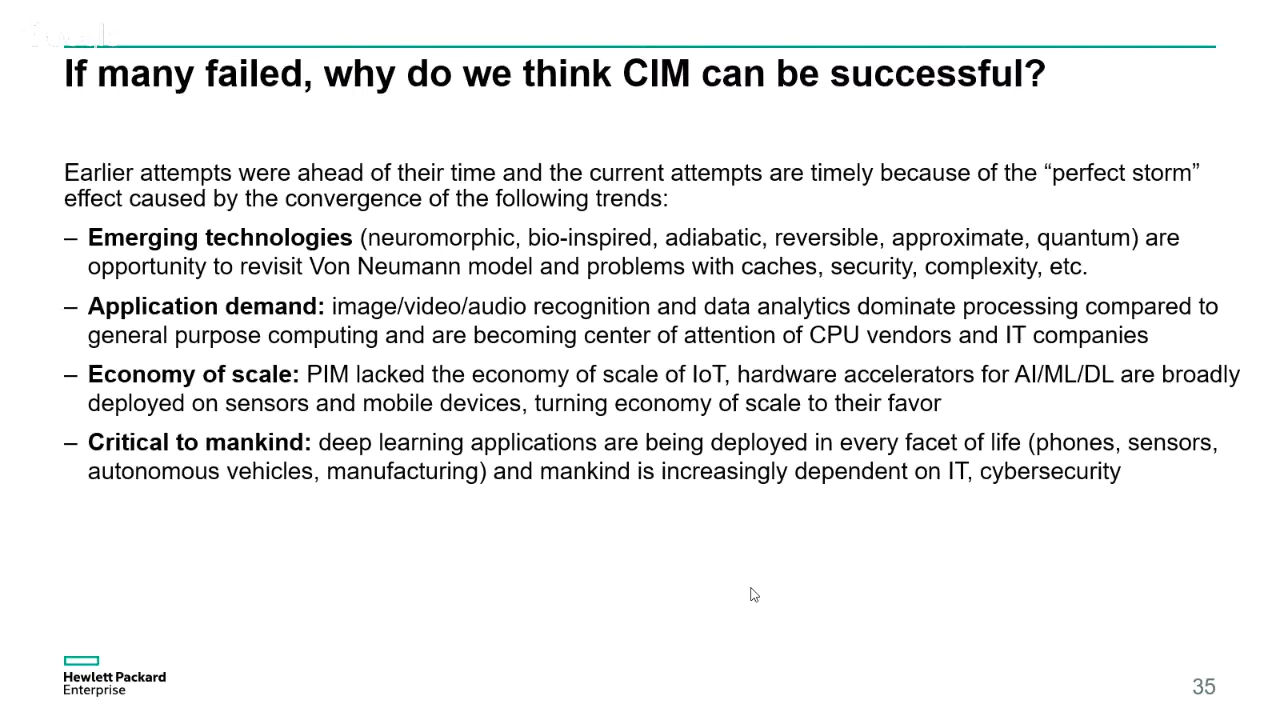 If many failed, why do we think CIM can be successful?
Earlier attempts were ahead of their time and the current attempts are timely because of the “perfect storm”
effect caused by the convergence of the following trends:
– Emerging technologies (neuromorphic, bio-inspired, adiabatic, reversible, approximate, quantum) are
opportunity to revisit Von Neumann model and problems with caches, security, complexity, etc.
– Application demand: image/video/audio recognition and data analytics dominate processing compared to
general purpose computing and are becoming center of attention of CPU vendors and IT companies
– Economy of scale: PIM lacked the economy of scale of IoT, hardware accelerators for AI/ML/DL are broadly
deployed on sensors and mobile devices, turning economy of scale to their favor
– Critical to mankind: deep learning applications are being deployed in every facet of life (phones, sensors,
autonomous vehicles, manufacturing) and mankind is increasingly dependent on IT, cybersecurity
Hewlett Packard
Enterprise
35